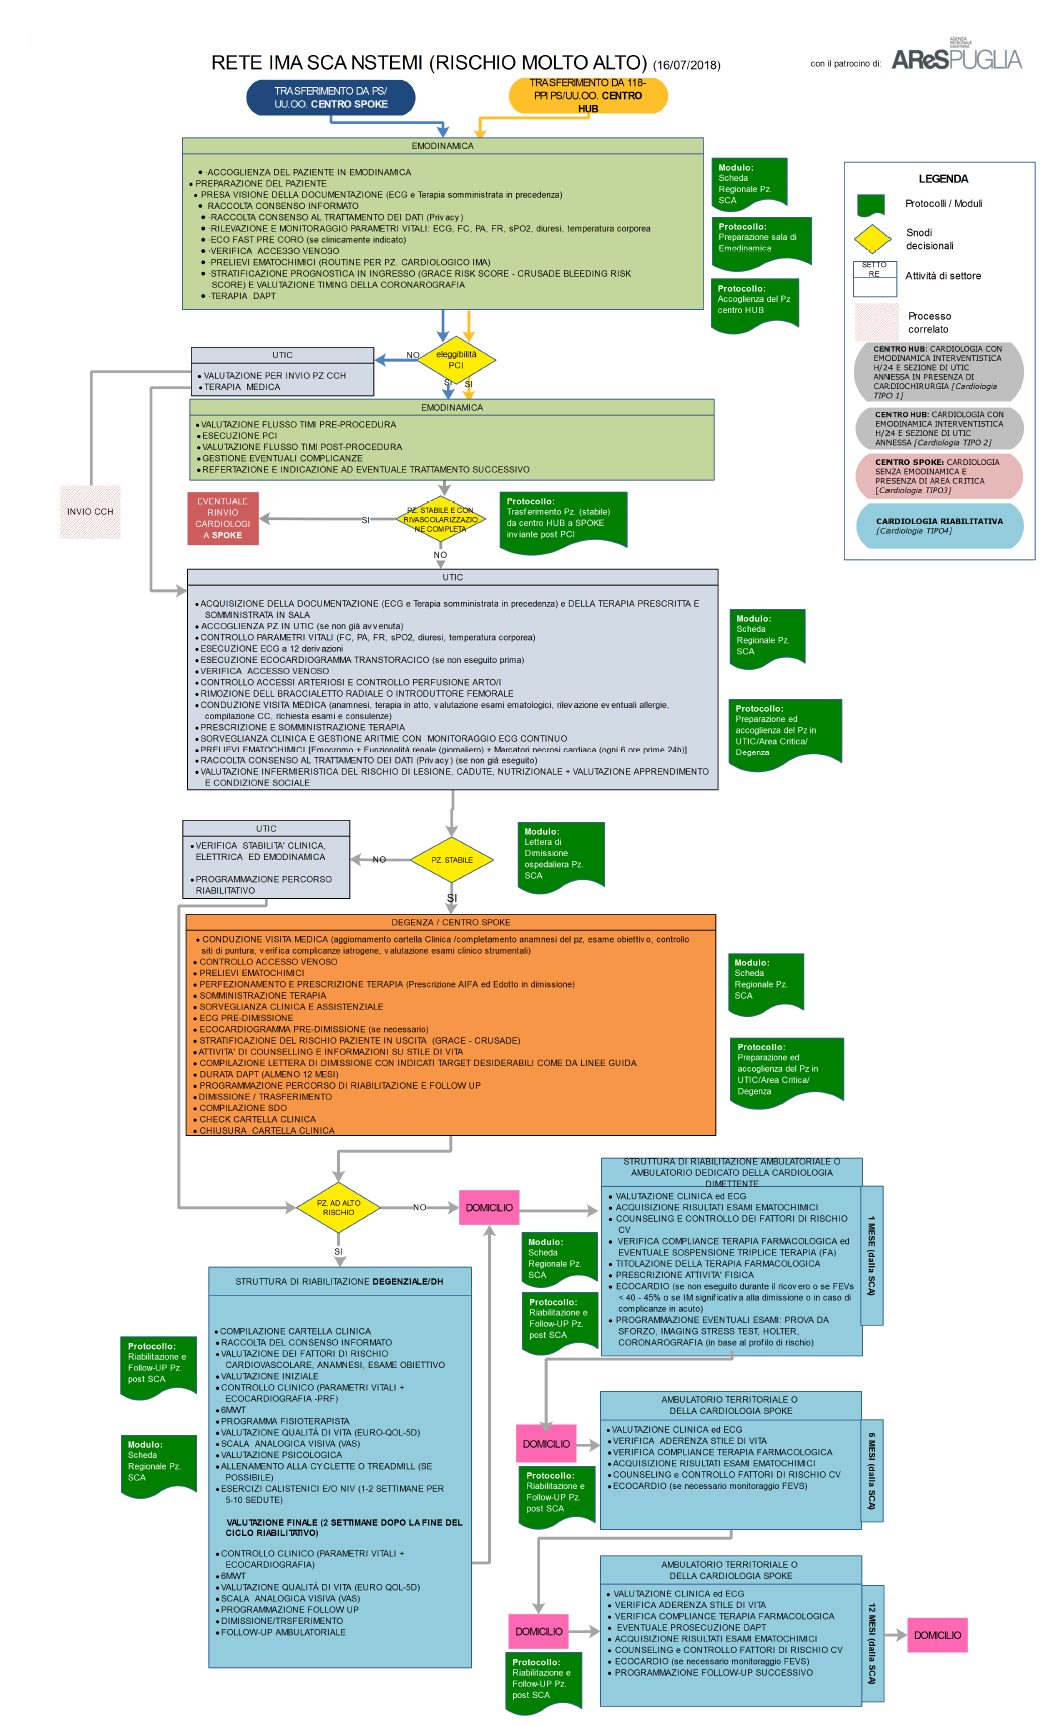 RETE IMA SCA NSTEMI (RISCHIO MOLTO ALTO) (16/07/2018)
con il patrocino di:
AGENZIA
REGIONALE
SANITARIA
AReSPUGLIA
TRASFERIMENTO DA PS/
UU.OO. CENTRO SPOKE
TRASFERIMENTO DA 118-
PPI PS/UU.OO. CENTRO
HUB
EMODINAMICA
● ·ACCOGLIENZA DEL PAZIENTE IN EMODINAMICA
● PREPARAZIONE DEL PAZIENTE
● PRESA VISIONE DELLA DOCUMENTAZIONE (ECG e Terapia somministrata in precedenza)
● RACCOLTA CONSENSO INFORMATO
● ·RACCOLTA CONSENSO AL TRATTAMENTO DEI DATI (Privacy)
● ·RILEVAZIONE E MONITORAGGIO PARAMETRI VITALI: ECG, FC, PA, FR, sPO2, diuresi, temperatura corporea
● ·ECO FAST PRE CORO (se clinicamente indicato)
● ·VERIFICA ACCESSO VENOSO
● ·PRELIEVI EMATOCHIMICI (ROUTINE PER PZ. CARDIOLOGICO IMA)
● ·STRATIFICAZIONE PROGNOSTICA IN INGRESSO (GRACE RISK SCORE - CRUSADE BLEEDING RISK
SCORE) E VALUTAZIONE TIMING DELLA CORONAROGRAFIA
● ·TERAPIA DAPT
Modulo:
Scheda
Regionale Pz.
SCA
Protocollo:
Preparazione sala di
Emodinamica
Protocollo:
Accoglienza del Pz
centro HUB
LEGENDA
Protocolli / Moduli
Snodi
decisionali
SETTO
RE
Attività di settore
Processo
correlato
CENTRO HUB: CARDIOLOGIA CON
EMODINAMICA INTERVENTISTICA
H/24 E SEZIONE DI UTIC
ANNESSA IN PRESENZA DI
CARDIOCHIRURGIA [Cardiologia
TIPO 1]
CENTRO HUB: CARDIOLOGIA CON
EMODINAMICA INTERVENTISTICA
H/24 E SEZIONE DI UTIC
ANNESSA [Cardiologia TIPO 2]
CENTRO SPOKE: CARDIOLOGIA
SENZA EMODINAMICA E
PRESENZA DI AREA CRITICA
[Cardiologia TIPO3]
CARDIOLOGIA RIABILITATIVA
[Cardiologia TIPO4]
eleggibilità
PCI
NO
SI
SI
UTIC
● VALUTAZIONE PER INVIO PZ CCH
● TERAPIA MEDICA
INVIO CCH
EMODINAMICA
● VALUTAZIONE FLUSSO TIMI PRE-PROCEDURA
● ESECUZIONE PCI
● VALUTAZIONE FLUSSO TIMI POST-PROCEDURA
● GESTIONE EVENTUALI COMPLICANZE
● REFERTAZIONE E INDICAZIONE AD EVENTUALE TRATTAMENTO SUCCESSIVO
EVENTUALE
RINVIO
CARDIOLOGI
A SPOKE
SI
PZ. STABILE E CON
RIVASCOLARIZZAZIO
NE COMPLETA
NO
Protocollo:
Trasferimento Pz. (stabile)
da centro HUB a SPOKE
inviante post PCI
UTIC
● ACQUISIZIONE DELLA DOCUMENTAZIONE (ECG e Terapia somministrata in precedenza) e DELLA TERAPIA PRESCRITTA E
SOMMINISTRATA IN SALA
● ACCOGLIENZA PZ IN UTIC (se non già avvenuta)
● CONTROLLO PARAMETRI VITALI (FC, PA, FR, sPO2, diuresi, temperatura corporea)
● ESECUZIONE ECG a 12 derivazioni
● ESECUZIONE ECOCARDIOGRAMMA TRANSTORACICO (se non eseguito prima)
● VERIFICA ACCESSO VENOSO
● CONTROLLO ACCESSI ARTERIOSI E CONTROLLO PERFUSIONE ARTO/I
● RIMOZIONE DELL BRACCIALETTO RADIALE O INTRODUTTORE FEMORALE
● CONDUZIONE VISITA MEDICA (anamnesi, terapia in atto, valutazione esami ematologici, rilevazione eventuali allergie,
compilazione CC, richiesta esami e consulenze)
● PRESCRIZIONE E SOMMINISTRAZIONE TERAPIA
● SORVEGLIANZA CLINICA E GESTIONE ARITMIE CON MONITORAGGIO ECG CONTINUO
● PRELIEVI EMATOCHIMICI [Emocromo + Funzionalità renale (giornaliero) + Marcatori necrosi cardiaca (ogni 6 ore prime 24h)]
● RACCOLTA CONSENSO AL TRATTAMENTO DEI DATI (Privacy) (se non già eseguito)
● VALUTAZIONE INFERMIERISTICA DEL RISCHIO DI LESIONE, CADUTE, NUTRIZIONALE + VALUTAZIONE APPRENDIMENTO
E CONDIZIONE SOCIALE
Modulo:
Scheda
Regionale Pz.
SCA
Protocollo:
Preparazione ed
accoglienza del Pz in
UTIC/Area Critica/
Degenza
UTIC
● VERIFICA STABILITA' CLINICA,
ELETTRICA ED EMODINAMICA
● PROGRAMMAZIONE PERCORSO
RIABILITATIVO
NO
PZ. STABILE
SI
Modulo:
Lettera di
Dimissione
ospedaliera Pz.
SCA
DEGENZA / CENTRO SPOKE
● CONDUZIONE VISITA MEDICA (aggiornamento cartella Clinica /completamento anamnesi del pz, esame obiettivo, controllo
siti di puntura, verifica complicanze iatrogene, valutazione esami clinico strumentali)
● CONTROLLO ACCESSO VENOSO
● PRELIEVI EMATOCHIMICI
● PERFEZIONAMENTO E PRESCRIZIONE TERAPIA (Prescrizione AIFA ed Edotto in dimissione)
● SOMMINISTRAZIONE TERAPIA
● SORVEGLIANZA CLINICA E ASSISTENZIALE
● ECG PRE-DIMISSIONE
● ECOCARDIOGRAMMA PRE-DIMISSIONE (se necessario)
● STRATIFICAZIONE DEL RISCHIO PAZIENTE IN USCITA (GRACE - CRUSADE)
● ATTIVITA' DI COUNSELLING E INFORMAZIONI SU STILE DI VITA
● COMPILAZIONE LETTERA DI DIMISSIONE CON INDICATI TARGET DESIDERABILI COME DA LINEE GUIDA
● DURATA DAPT (ALMENO 12 MESI)
● PROGRAMMAZIONE PERCORSO DI RIABILITAZIONE E FOLLOW UP
● DIMISSIONE / TRASFERIMENTO
● COMPILAZIONE SDO
● CHECK CARTELLA CLINICA
● CHIUSURA CARTELLA CLINICA
Modulo:
Scheda
Regionale Pz.
SCA
Protocollo:
Preparazione ed
accoglienza del Pz in
UTIC/Area Critica/
Degenza
PZ. AD ALTO
RISCHIO
NO
SI
DOMICILIO
STRUTTURA DI RIABILITAZIONE AMBULATORIALE O
AMBULATORIO DEDICATO DELLA CARDIOLOGIA
DIMETTENTE
● VALUTAZIONE CLINICA ed ECG
● ACQUISIZIONE RISULTATI ESAMI EMATOCHIMICI
● COUNSELING E CONTROLLO DEI FATTORI DI RISCHIO
CV
● VERIFICA COMPLIANCE TERAPIA FARMACOLOGICA ed
EVENTUALE SOSPENSIONE TRIPLICE TERAPIA (FA)
● TITOLAZIONE DELLA TERAPIA FARMACOLOGICA
● PRESCRIZIONE ATTIVITA' FISICA
● ECOCARDIO (se non eseguito durante il ricovero o se FEVs
< 40 - 45% o se IM significativa alla dimissione o in caso di
complicanze in acuto)
● PROGRAMMAZIONE EVENTUALI ESAMI: PROVA DA
SFORZO, IMAGING STRESS TEST, HOLTER,
CORONAROGRAFIA (in base al profilo di rischio)
1 MESE (dalla SCA)
Modulo:
Scheda
Regionale Pz.
SCA
Protocollo:
Riabilitazione e
Follow-UP Pz.
post SCA
STRUTTURA DI RIABILITAZIONE DEGENZIALE/DH
● COMPILAZIONE CARTELLA CLINICA
● RACCOLTA DEL CONSENSO INFORMATO
● VALUTAZIONE DEI FATTORI DI RISCHIO
CARDIOVASCOLARE, ANAMNESI, ESAME OBIETTIVO
● VALUTAZIONE INIZIALE
● CONTROLLO CLINICO (PARAMETRI VITALI +
ECOCARDIOGRAFIA -PRF)
● 6MWT
● PROGRAMMA FISIOTERAPISTA
● VALUTAZIONE QUALITÀ DI VITA (EURO-QOL-5D)
● SCALA ANALOGICA VISIVA (VAS)
● VALUTAZIONE PSICOLOGICA
● ALLENAMENTO ALLA CYCLETTE O TREADMILL (SE
POSSIBILE)
● ESERCIZI CALISTENICI E/O NIV (1-2 SETTIMANE PER
5-10 SEDUTE)
VALUTAZIONE FINALE (2 SETTIMANE DOPO LA FINE DEL
CICLO RIABILITATIVO)
● CONTROLLO CLINICO (PARAMETRI VITALI +
ECOCARDIOGRAFIA)
● 6MWT
● VALUTAZIONE QUALITÀ DI VITA (EURO QOL-5D)
● SCALA ANALOGICA VISIVA (VAS)
● PROGRAMMAZIONE FOLLOW UP
● DIMISSIONE/TRSFERIMENTO
● FOLLOW-UP AMBULATORIALE
Protocollo:
Riabilitazione e
Follow-UP Pz.
post SCA
Modulo:
Scheda
Regionale Pz.
SCA
DOMICILIO
AMBULATORIO TERRITORIALE O
DELLA CARDIOLOGIA SPOKE
● VALUTAZIONE CLINICA ed ECG
● VERIFICA ADERENZA STILE DI VITA
● VERIFICA COMPLIANCE TERAPIA FARMACOLOGICA
● ACQUISIZIONE RISULTATI ESAMI EMATOCHIMICI
● COUNSELING e CONTROLLO FATTORI DI RISCHIO CV
● ECOCARDIO (se necessario monitoraggio FEVS)
6 MESI (dalla SCA)
Protocollo:
Riabilitazione e
Follow-UP Pz.
post SCA
AMBULATORIO TERRITORIALE O
DELLA CARDIOLOGIA SPOKE
● VALUTAZIONE CLINICA ed ECG
● VERIFICA ADERENZA STILE DI VITA
● VERIFICA COMPLIANCE TERAPIA FARMACOLOGICA
● EVENTUALE PROSECUZIONE DAPT
● ACQUISIZIONE RISULTATI ESAMI EMATOCHIMICI
● COUNSELING e CONTROLLO FATTORI DI RISCHIO CV
● ECOCARDIO (se necessario monitoraggio FEVS)
● PROGRAMMAZIONE FOLLOW-UP SUCCESSIVO
12 MESI (dalla SCA)
DOMICILIO
DOMICILIO
Protocollo:
Riabilitazione e
Follow-UP Pz.
post SCA